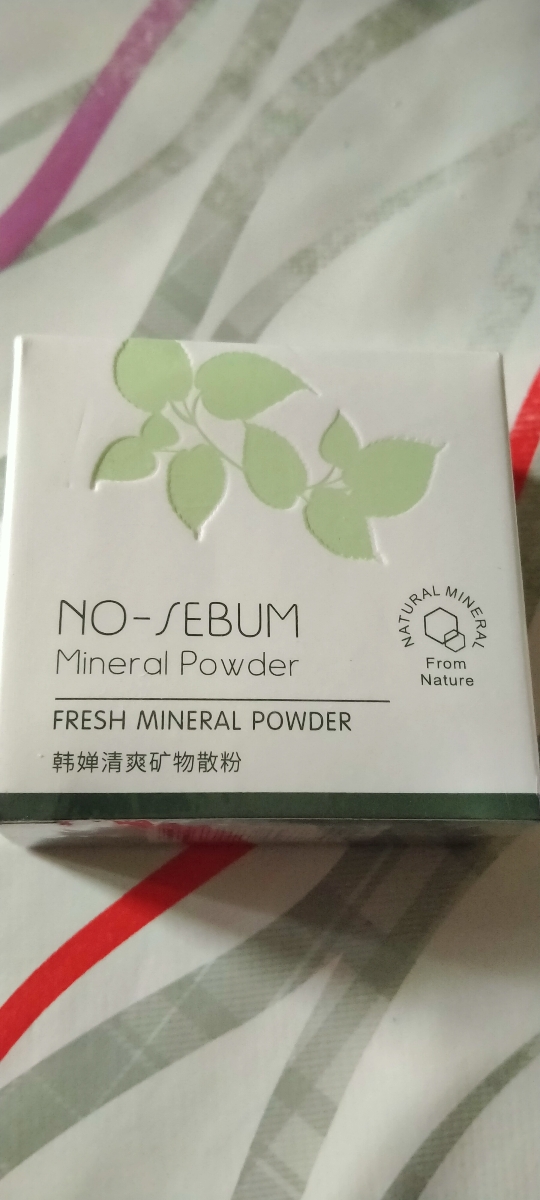 NO-SEBUM
Mineral Powder
NATURAL MINERAL
From
Nature
FRESH MINERAL POWDER
韩婵清爽矿物散粉